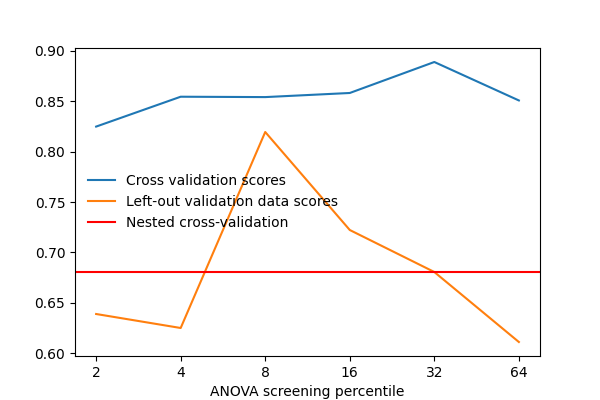 0.90
0.85
0.80
0.75
0.70
0.65
0.60
Cross validation scores
Left-out validation data scores
Nested cross-validation
2 4 8 16 32 64
ANOVA screening percentile